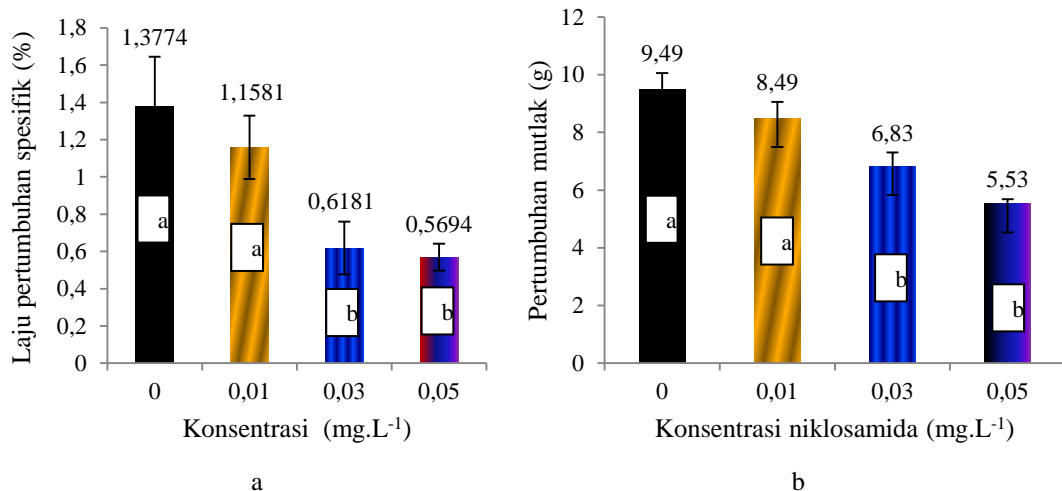 Laju pertumbuhan spesifik (%)
1,8
1,6
1,4
1,2
1
0,8
0,6
0,4
0,2
0
1,3774
1,1581
0,6181
0,5694
a
a
b
b
0 0,01 0,03 0,05
Konsentrasi (mg.L-1)
a
Pertumbuhan mutlak (g)
12
10
8
6
4
2
0
9,49
8,49
6,83
5,53
a
a
b
b
0 0,01 0,03 0,05
Konsentrasi niklosamida (mg.L-1)
b